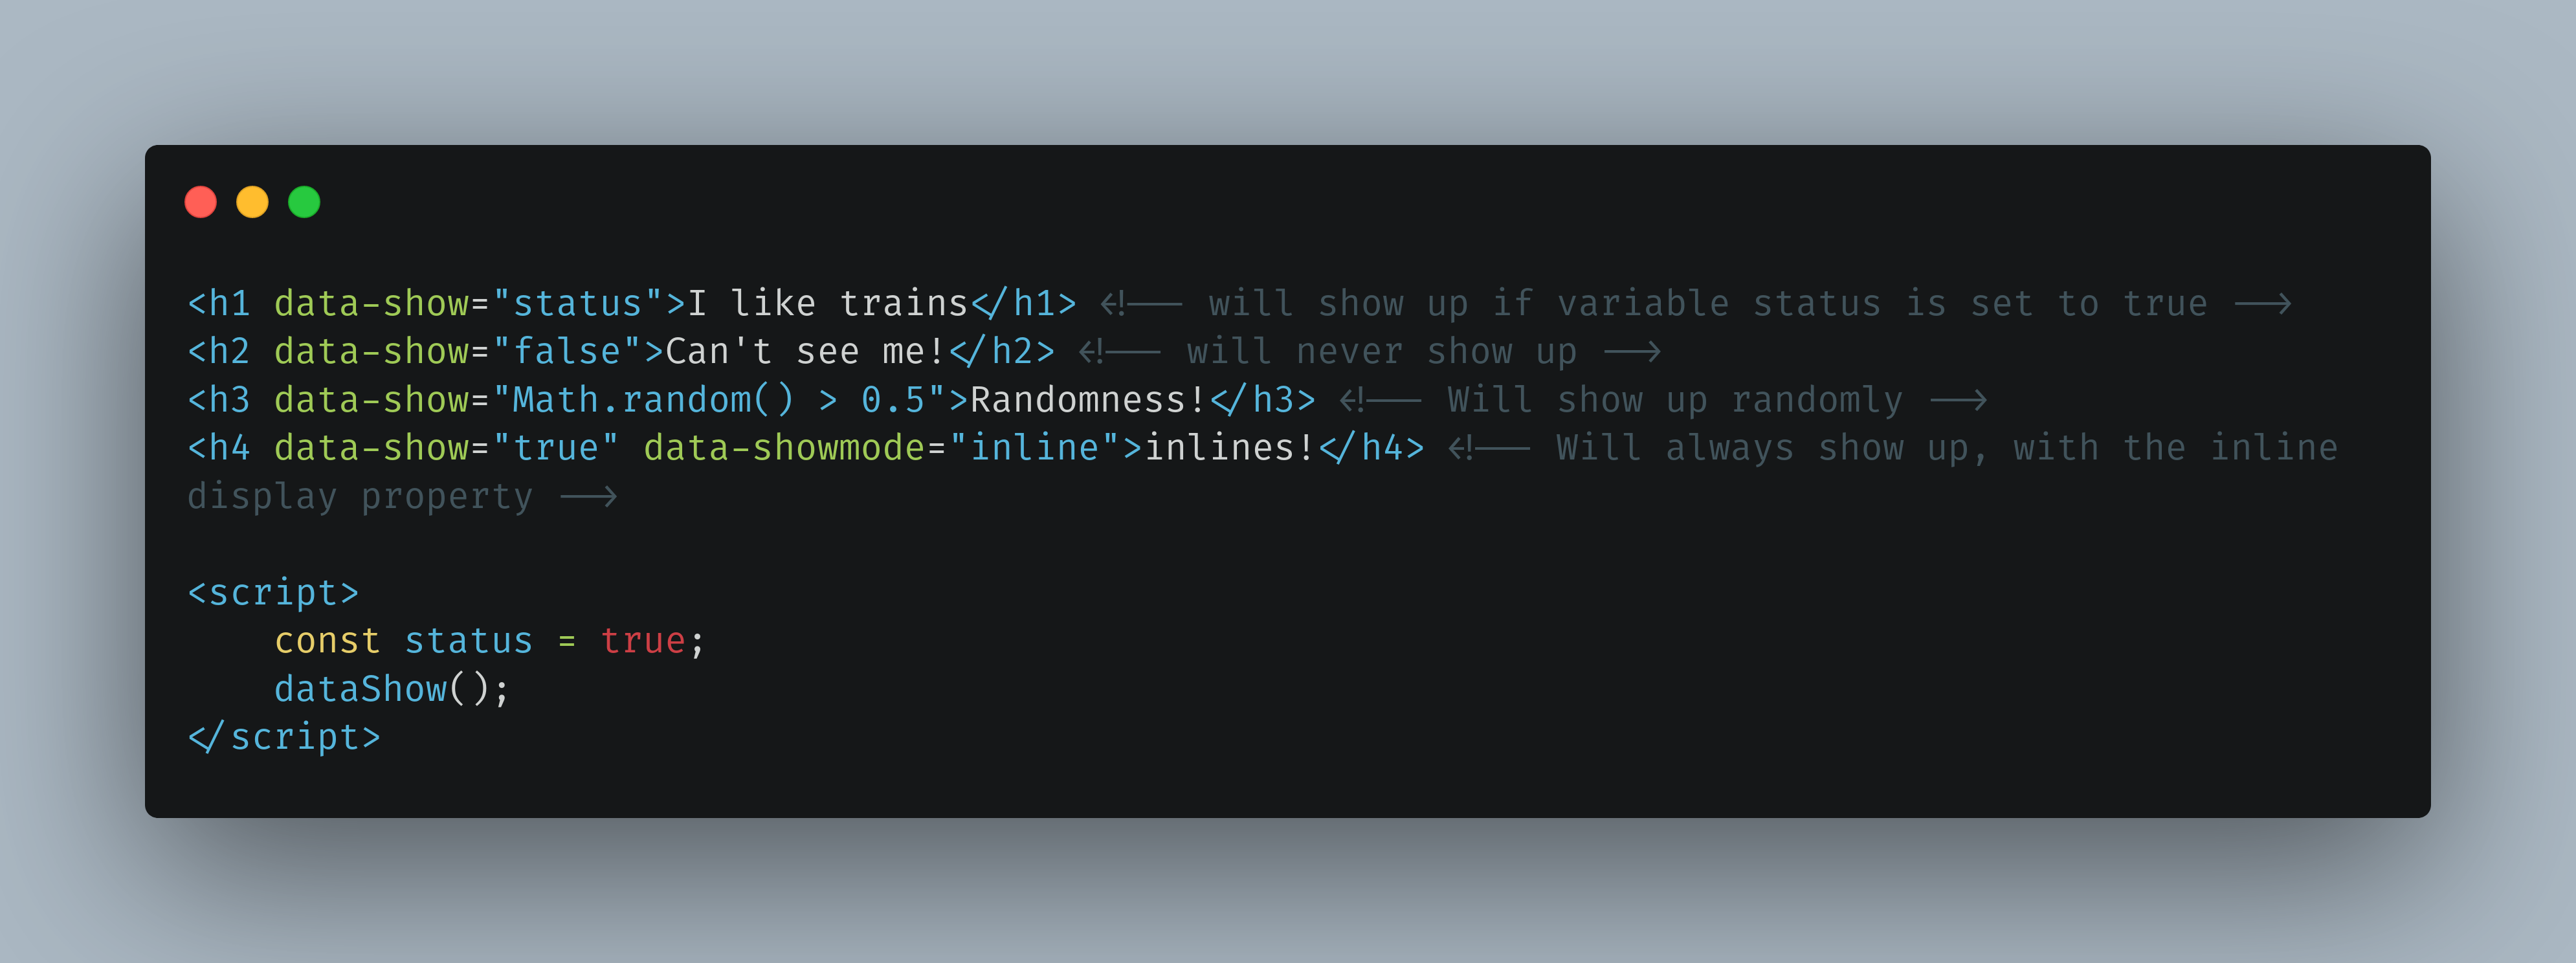 <h1 data-show="status">I like trains</h1> <!-- will show up if variable status is set to true -->
<h2 data-show="false">Can't see me!</h2> <!-- will never show up -->
<h3 data-show="Math.random() > 0.5">Randomness!</h3> <!-- Will show up randomly -->
<h4 data-show="true" data-showmode="inline">inlines!</h4> <!-- Will always show up, with the inline
display property -->
<script>
    const status = true;
    dataShow();
</script>